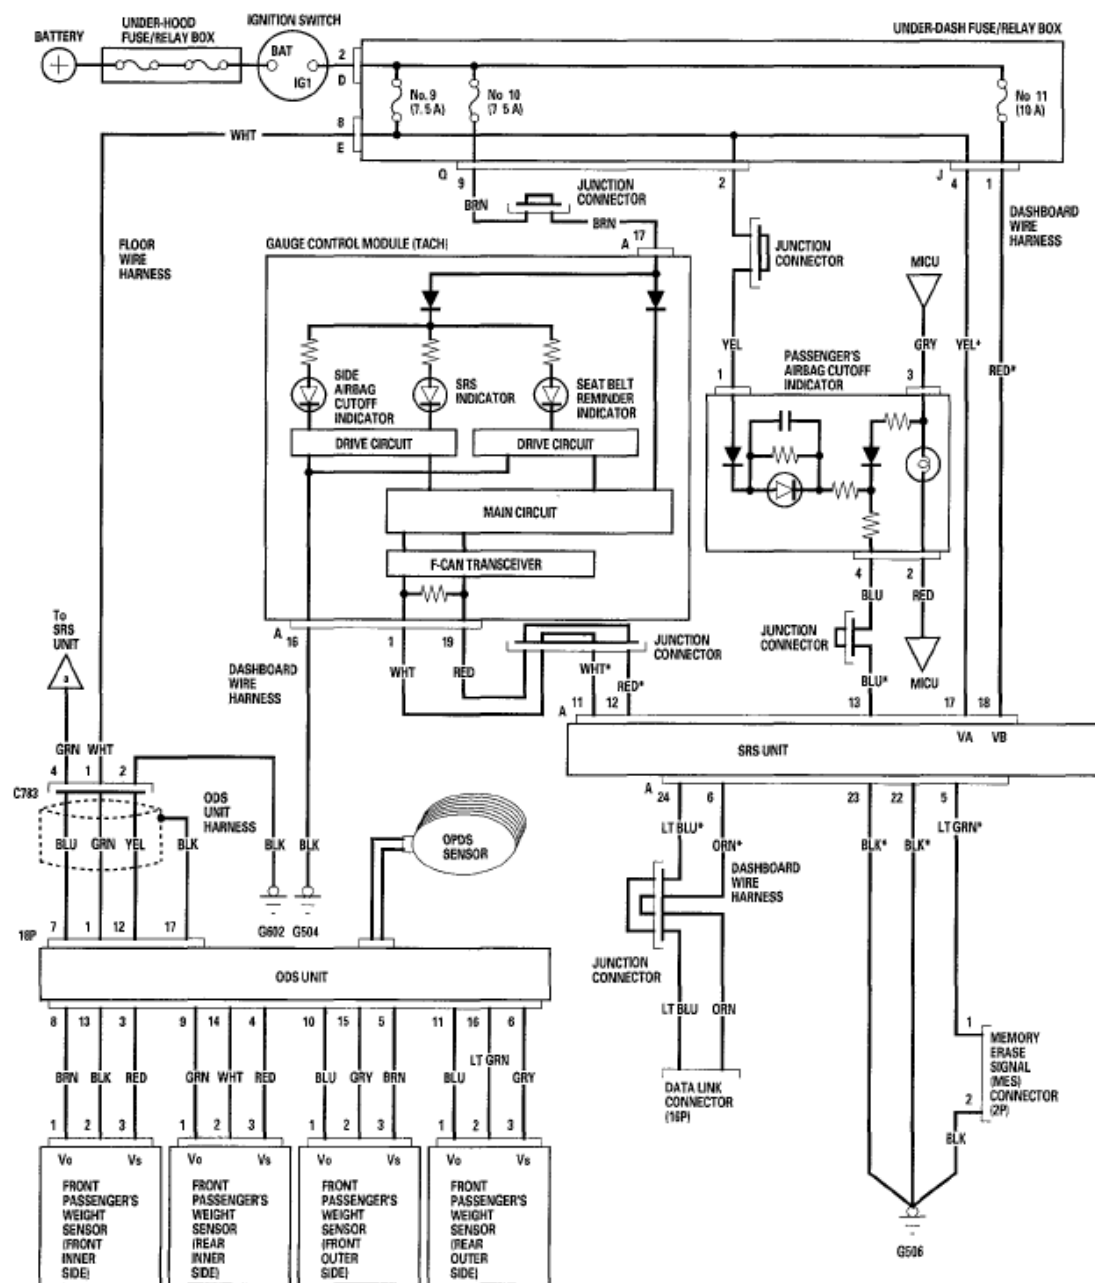 BATTERY
UNDER-HOOD
FUSE/RELAY BOX
IGNITION SWITCH
BAT
IG1
UNDER-DASH FUSE/RELAY BOX
2
D
No. 9
(7.5 A)
No 10
(7 5 A)
No 11
(10 A)
8
E
WHT
Q
9
2
J
4
1
BRN
JUNCTION
CONNECTOR
BRN
FLOOR
WIRE
HARNESS
GAUGE CONTROL MODULE (TACH)
A
17
JUNCTION
CONNECTOR
DASHBOARD
WIRE
HARNESS
MICU
YEL
GRY
YEL*
RED*
PASSENGER'S
AIRBAG CUTOFF
INDICATOR
1
3
SIDE
AIRBAG
CUTOFF
INDICATOR
SRS
INDICATOR
SEAT BELT
REMINDER
INDICATOR
DRIVE CIRCUIT
DRIVE CIRCUIT
MAIN CIRCUIT
F-CAN TRANSCEIVER
4
2
BLU
RED
To
SRS
UNIT
3
A
16
1
19
DASHBOARD
WIRE
HARNESS
WHT
RED
JUNCTION
CONNECTOR
WHT*
RED*
JUNCTION
CONNECTOR
BLU*
MICU
A
11
12
13
17
18
SRS UNIT
VA
VB
GRN
WHT
4
1
2
C783
ODS
UNIT
HARNESS
BLU
GRN
YEL
BLK
BLK
BLK
OPDS
SENSOR
G602
G504
A
24
6
23
22
5
LT BLU*
ORN*
BLK*
BLK*
LT GRN*
DASHBOARD
WIRE
HARNESS
JUNCTION
CONNECTOR
LT BLU
ORN
DATA LINK
CONNECTOR
(16P)
18P
7
1
12
17
ODS UNIT
8
13
3
9
14
4
10
15
5
11
16
6
BRN
BLK
RED
GRN
WHT
RED
BLU
GRY
BRN
BLU
LT GRN
GRY
1
2
3
1
2
3
1
2
3
1
2
3
Vo
Vs
Vo
Vs
Vo
Vs
Vo
Vs
FRONT
PASSENGER'S
WEIGHT
SENSOR
(FRONT
INNER
SIDE)
FRONT
PASSENGER'S
WEIGHT
SENSOR
(REAR
INNER
SIDE)
FRONT
PASSENGER'S
WEIGHT
SENSOR
(FRONT
OUTER
SIDE)
FRONT
PASSENGER'S
WEIGHT
SENSOR
(REAR
OUTER
SIDE)
1
MEMORY
ERASE
SIGNAL
(MES)
CONNECTOR
(2P)
2
BLK
G506